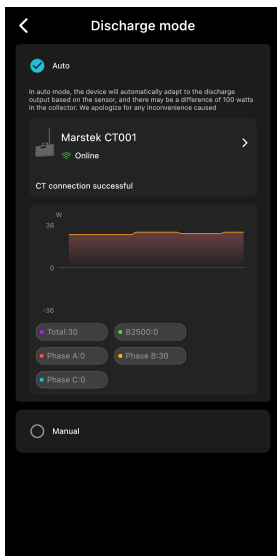 Discharge mode
Auto
In auto mode, the device will automatically adapt to the discharge
output based on the sensor, and there may be a difference of 100 watts
in the collector. We apologize for any inconvenience caused
Marstek CT001
Online
CT connection successful
W
36
0
-36
Total:30
B2500:0
Phase A:0
Phase B:30
Phase C:0
Manual